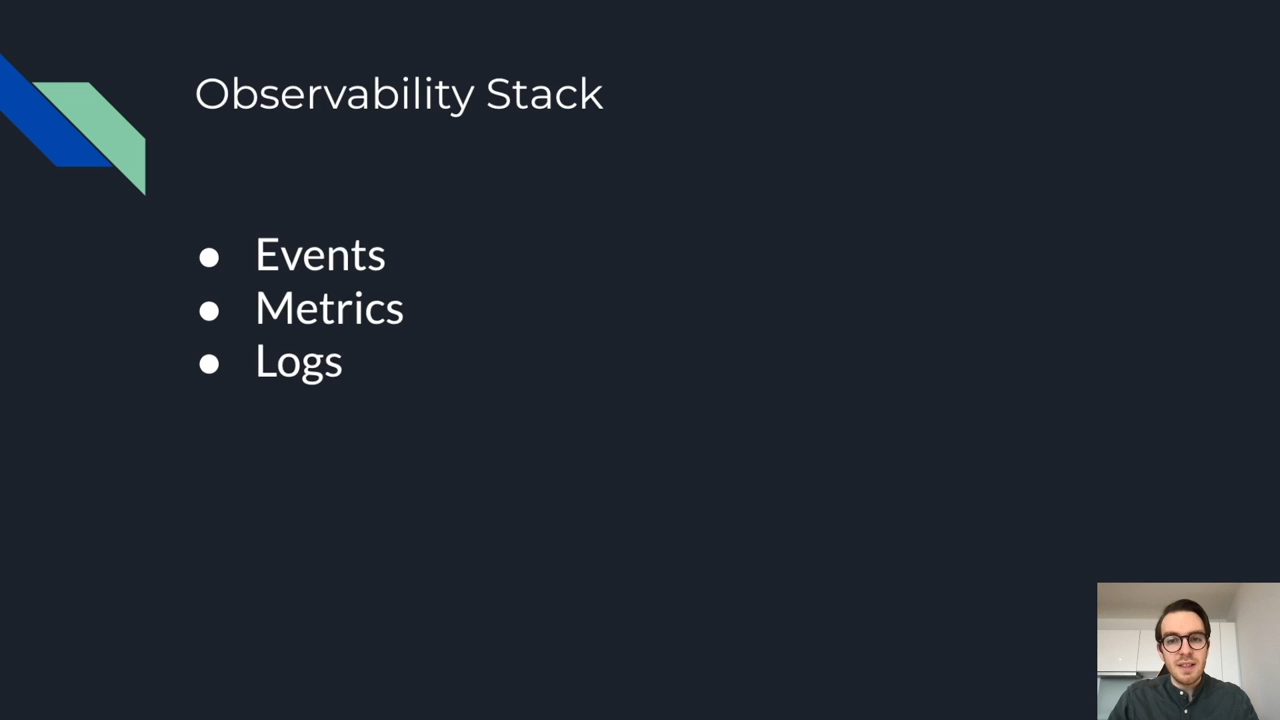 Observability Stack
● Events
● Metrics
● Logs